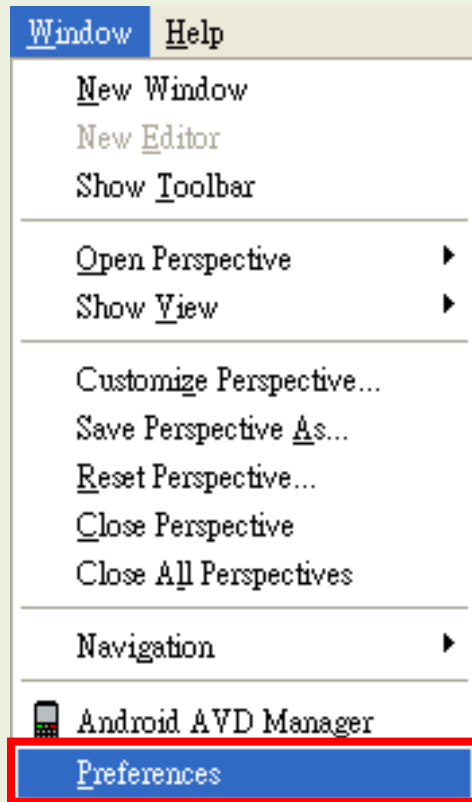 Window Help
New Window
New Editor
Show Toolbar
Open Perspective
Show View
Customize Perspective...
Save Perspective As...
Reset Perspective...
Close Perspective
Close All Perspectives
Navigation
Android AVD Manager
Preferences